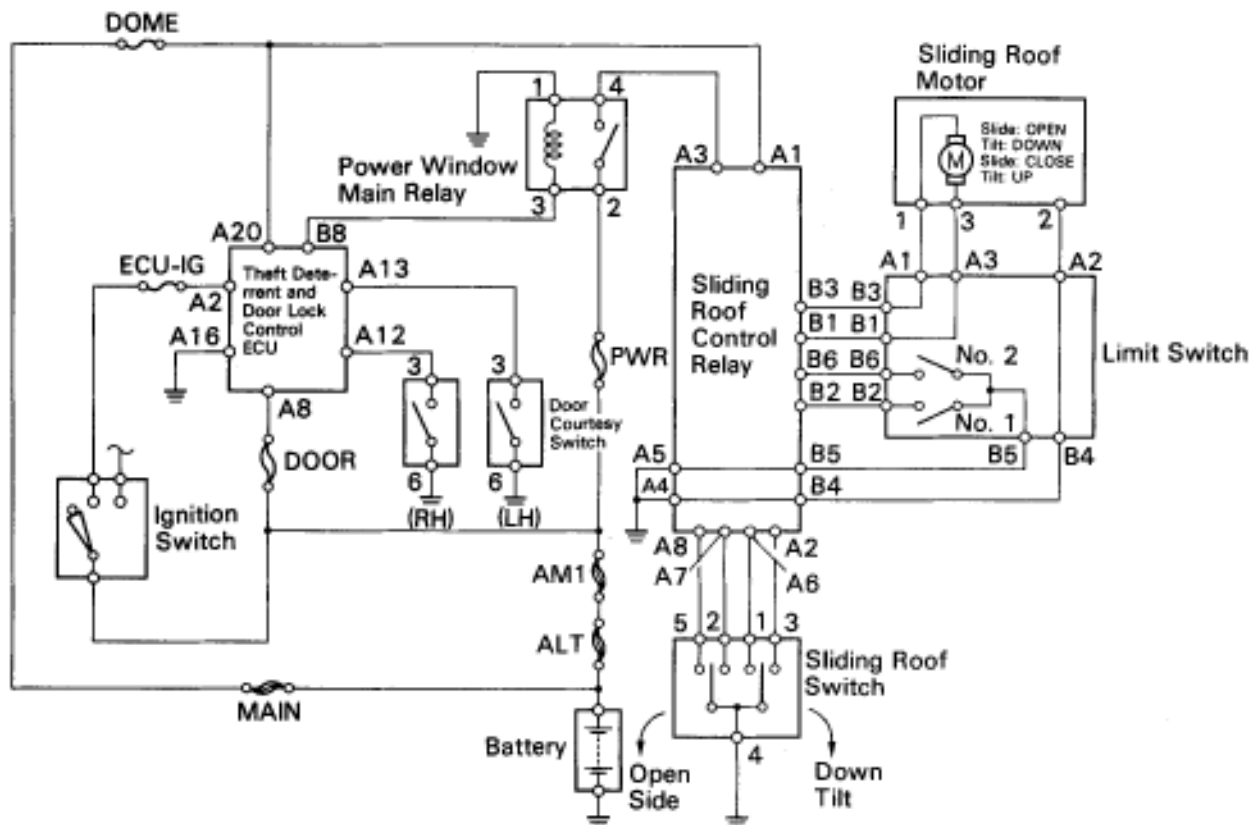 DOME
Sliding Roof
Motor
Slide: OPEN
Tilt: DOWN
Slide: CLOSE
Tilt: UP
M
1
3
2
1
4
Power Window
Main Relay
3
2
A3
A1
A20
B8
ECU-IG
A2
A16
Theft Dete-
rrent and
Door Lock
Control
ECU
A13
A12
A8
DOOR
3
3
Door
Courtesy
Switch
6
6
(RH)
(LH)
PWR
Sliding
Roof
Control
Relay
A1
A3
A2
B3
B3
B1
B1
B6
B6
B2
B2
No. 2
No. 1
Limit Switch
B5
B4
A5
A4
B5
B4
A8
A7
A2
A6
Ignition
Switch
AM1
ALT
5
2
1
3
Sliding Roof
Switch
4
MAIN
Battery
Open
Side
Down
Tilt